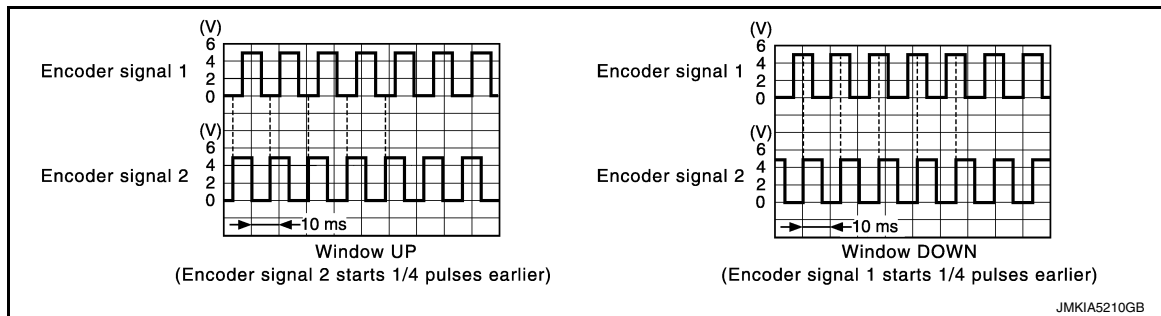 (V)
6
4
2
0
Encoder signal 1
(V)
6
4
2
0
Encoder signal 2
10 ms
Window UP
(Encoder signal 2 starts 1/4 pulses earlier)
(V)
6
4
2
0
Encoder signal 1
(V)
6
4
2
0
Encoder signal 2
10 ms
Window DOWN
(Encoder signal 1 starts 1/4 pulses earlier)
JMKIA5210GB